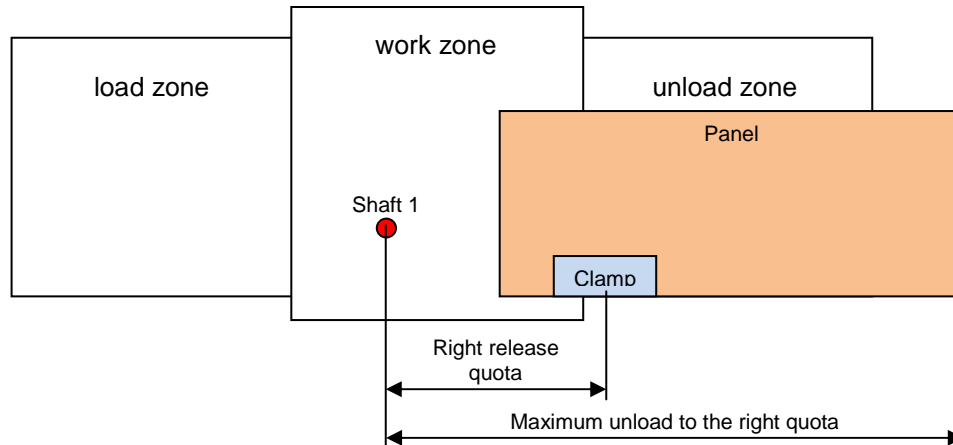 work zone
load zone
unload zone
Panel
Shaft 1
Clamp
Right release
quota
Maximum unload to the right quota